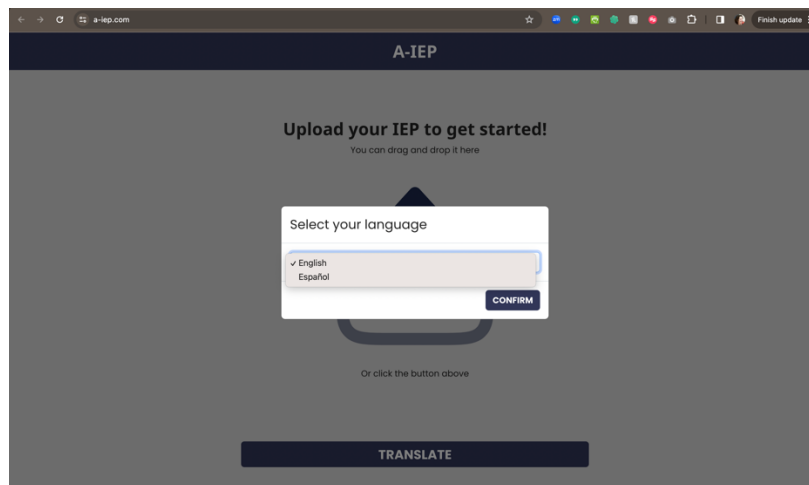 a-iep.com
Finish update
A-IEP
Upload your IEP to get started!
You can drag and drop it here
Select your language
✓ English
Español
CONFIRM
Or click the button above
TRANSLATE